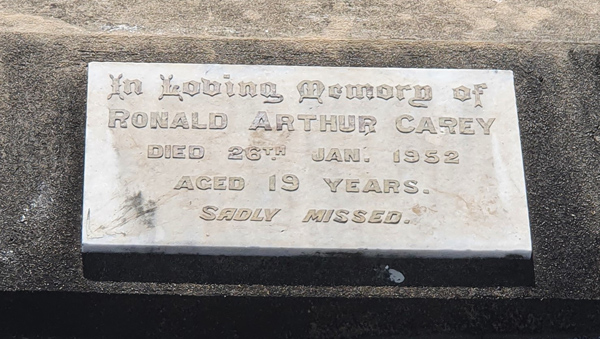 In Loving Memory of
RONALD ARTHUR CAREY
DIED 26TH JAN. 1952
AGED 19 YEARS.
SADLY MISSED.